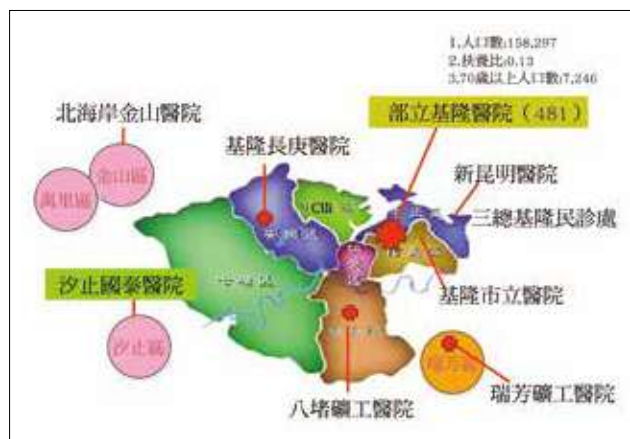 1.人口數:158,297
2.扶養比:0.13
3.70歲以上人口數:7,246
北海岸金山醫院
部立基隆醫院（481）
基隆長庚醫院
新昆明醫院
金山區
萬里區
三總基隆民診處
汐止國泰醫院
基隆市立醫院
汐止區
瑞芳區
八堵礦工醫院
瑞芳礦工醫院